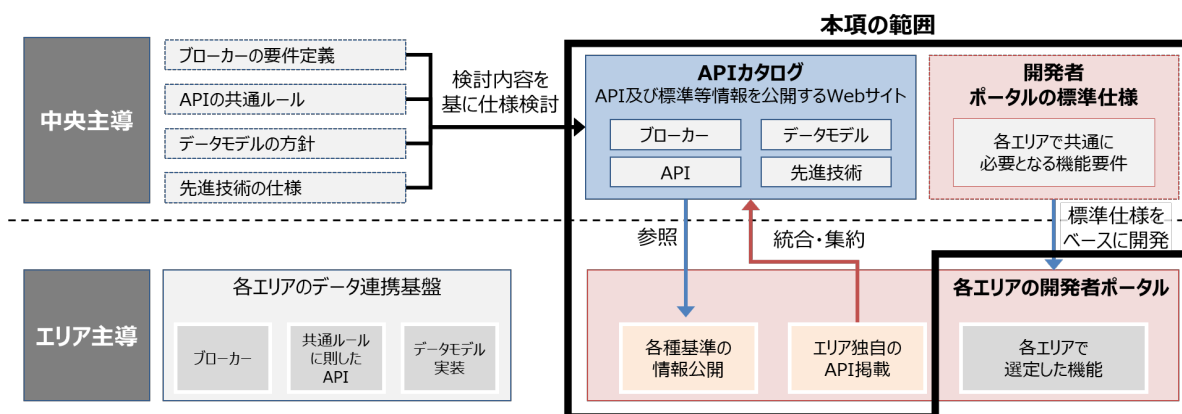 本項の範囲
中央主導
ブローカーの要件定義
APIの共通ルール
データモデルの方針
先進技術の仕様
検討内容を
基に仕様検討
APIカタログ
API及び標準等情報を公開するWebサイト
ブローカー
データモデル
API
先進技術
開発者
ポータルの標準仕様
各エリアで共通に
必要となる機能要件
参照
統合・集約
標準仕様を
ベースに開発
エリア主導
各エリアのデータ連携基盤
ブローカー
共通ルール
に則した
API
データモデル
実装
各エリアの開発者ポータル
各種基準の
情報公開
エリア独自の
API掲載
各エリアで
選定した機能